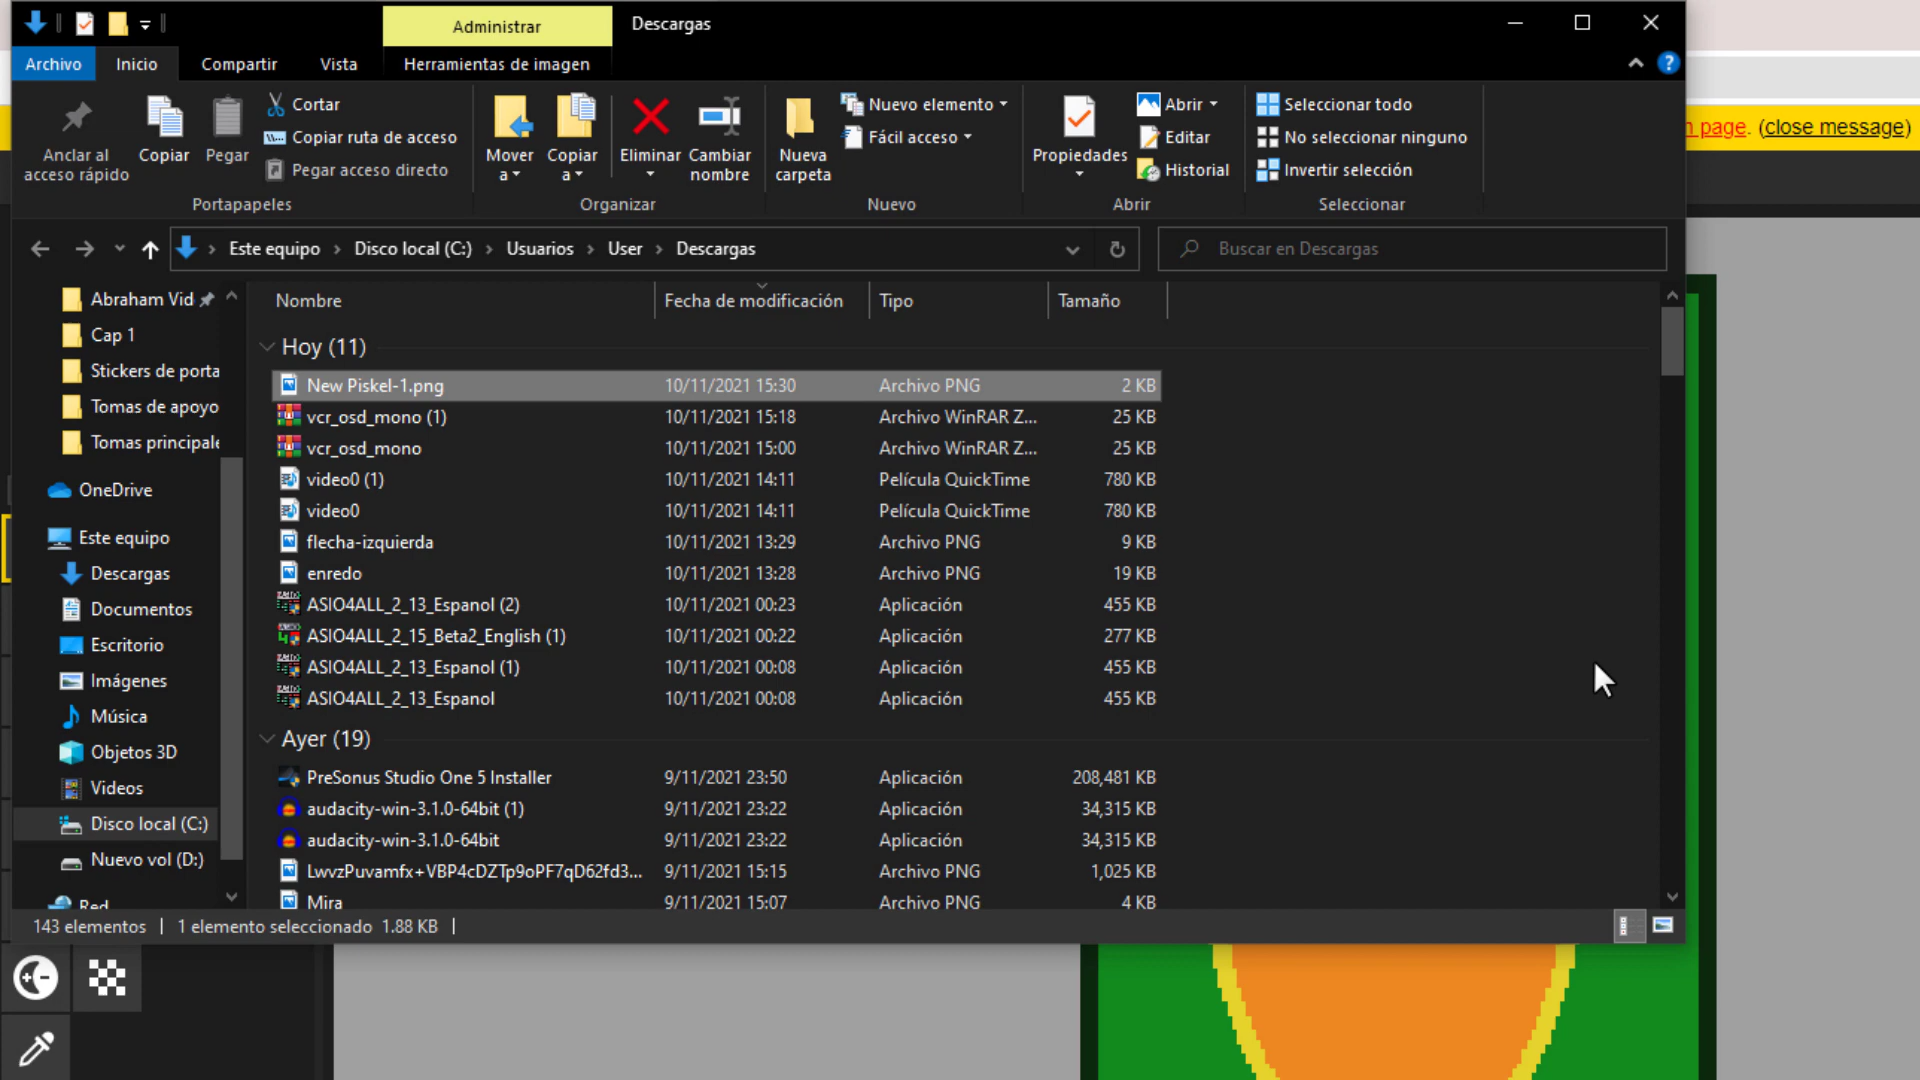 Administrar
Descargas
Archivo
Inicio
Compartir
Vista
Herramientas de imagen
Anclar al
acceso rápido
Copiar
Pegar
Cortar
Copiar ruta de acceso
Pegar acceso directo
Portapapeles
Mover
a
Copiar
a
Eliminar
Cambiar
nombre
Organizar
Nueva
carpeta
Nuevo elemento
Fácil acceso
Nuevo
Propiedades
Abrir
Editar
Historial
Abrir
Seleccionar todo
No seleccionar ninguno
Invertir selección
Seleccionar
page. (close message)
Este equipo > Disco local (C:) > Usuarios > User > Descargas
Buscar en Descargas
Abraham Vid
Cap 1
Stickers de porta
Tomas de apoyo
Tomas principale
OneDrive
Este equipo
Descargas
Documentos
Escritorio
Imágenes
Música
Objetos 3D
Videos
Disco local (C:)
Nuevo vol (D:)
Red
Nombre Fecha de modificación Tipo Tamaño
Hoy (11)
New Piskel-1.png 10/11/2021 15:30 Archivo PNG 2 KB
vcr_osd_mono (1) 10/11/2021 15:18 Archivo WinRAR Z... 25 KB
vcr_osd_mono 10/11/2021 15:00 Archivo WinRAR Z... 25 KB
video0 (1) 10/11/2021 14:11 Película QuickTime 780 KB
video0 10/11/2021 14:11 Película QuickTime 780 KB
flecha-izquierda 10/11/2021 13:29 Archivo PNG 9 KB
enredo 10/11/2021 13:28 Archivo PNG 19 KB
ASIO4ALL_2_13_Espanol (2) 10/11/2021 00:23 Aplicación 455 KB
ASIO4ALL_2_15_Beta2_English (1) 10/11/2021 00:22 Aplicación 277 KB
ASIO4ALL_2_13_Espanol (1) 10/11/2021 00:08 Aplicación 455 KB
ASIO4ALL_2_13_Espanol 10/11/2021 00:08 Aplicación 455 KB
Ayer (19)
PreSonus Studio One 5 Installer 9/11/2021 23:50 Aplicación 208,481 KB
audacity-win-3.1.0-64bit (1) 9/11/2021 23:22 Aplicación 34,315 KB
audacity-win-3.1.0-64bit 9/11/2021 23:22 Aplicación 34,315 KB
LwvzPuvamfx+VBP4cDZTp9oPF7qD62fd3... 9/11/2021 15:15 Archivo PNG 1,025 KB
Mira 9/11/2021 15:07 Archivo PNG 4 KB
143 elementos | 1 elemento seleccionado 1.88 KB |